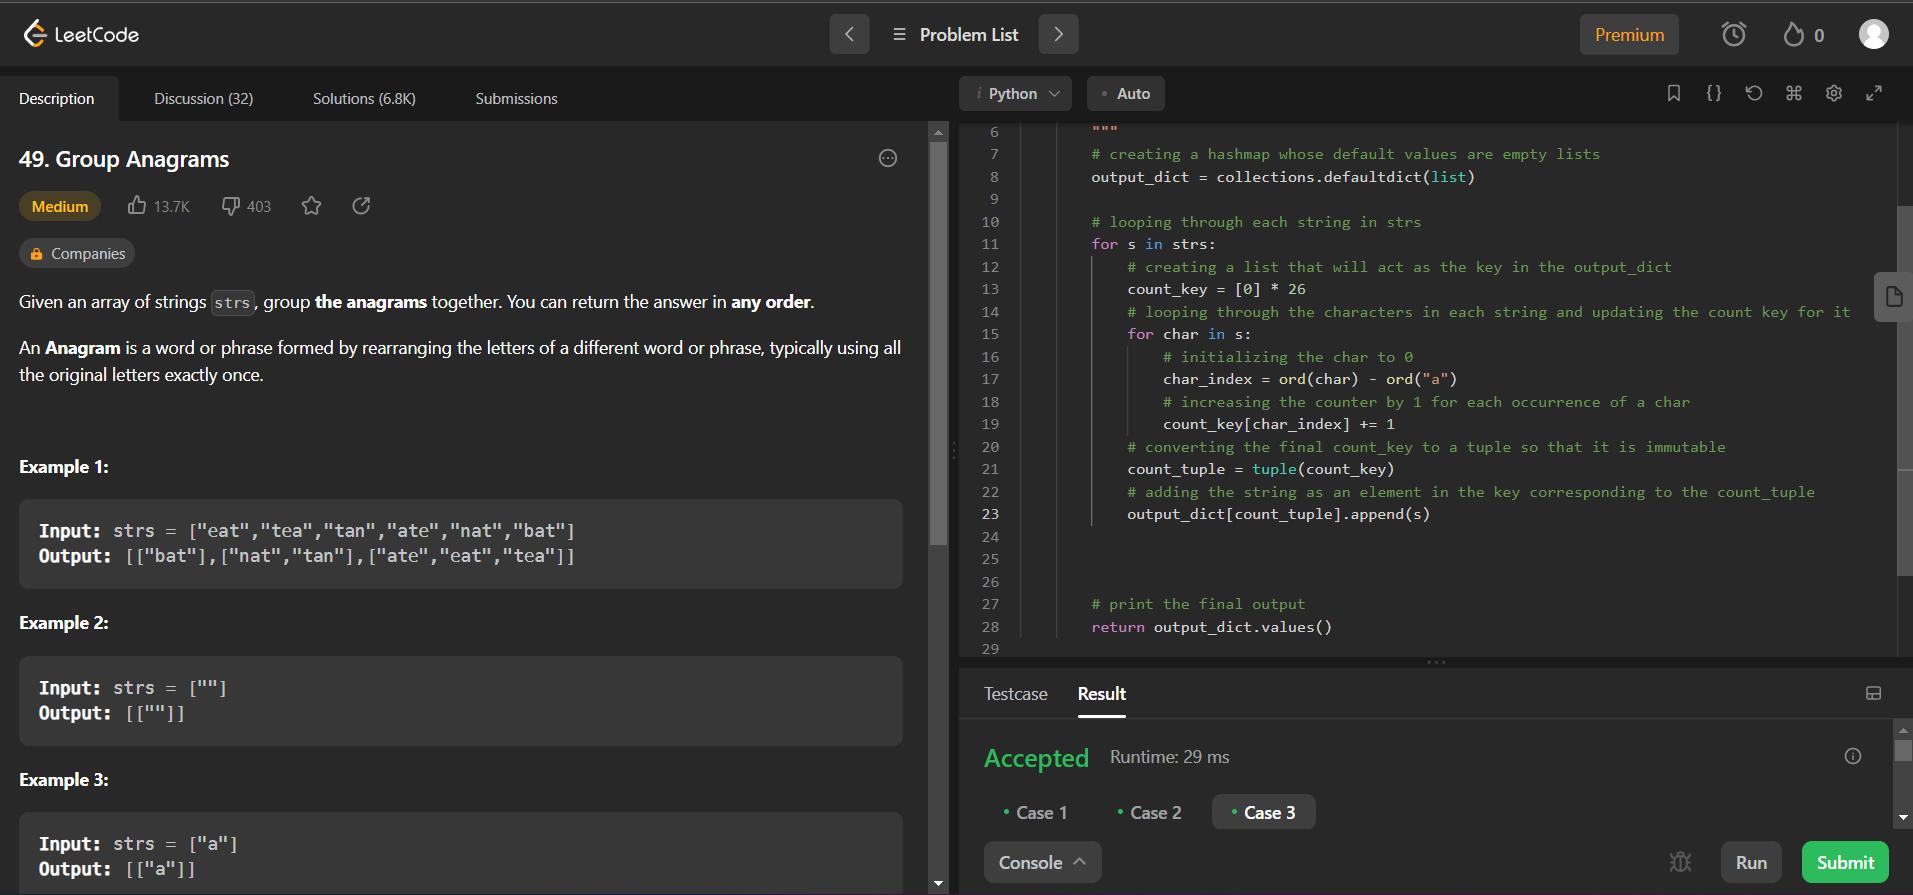 LeetCode
Problem List
Premium
0
Description
Discussion (32)
Solutions (6.8K)
Submissions
49. Group Anagrams
Medium
13.7K
403
Companies
Given an array of strings strs, group the anagrams together. You can return the answer in any order.
An Anagram is a word or phrase formed by rearranging the letters of a different word or phrase, typically using all
the original letters exactly once.
Example 1:
Input: strs = ["eat","tea","tan","ate","nat","bat"]
Output: [["bat"],["nat","tan"],["ate","eat","tea"]]
Example 2:
Input: strs = [""]
Output: [[""]]
Example 3:
Input: strs = ["a"]
Output: [["a"]]
i Python
Auto
6 """
7 # creating a hashmap whose default values are empty lists
8 output_dict = collections.defaultdict(list)
9
10 # looping through each string in strs
11 for s in strs:
12 # creating a list that will act as the key in the output_dict
13 count_key = [0] * 26
14 # looping through the characters in each string and updating the count key for it
15 for char in s:
16 # initializing the char to 0
17 char_index = ord(char) - ord("a")
18 # increasing the counter by 1 for each occurrence of a char
19 count_key[char_index] += 1
20 # converting the final count_key to a tuple so that it is immutable
21 count_tuple = tuple(count_key)
22 # adding the string as an element in the key corresponding to the count_tuple
23 output_dict[count_tuple].append(s)
24
25
26
27 # print the final output
28 return output_dict.values()
29
Testcase
Result
Accepted
Runtime: 29 ms
Case 1
Case 2
Case 3
Console
Run
Submit